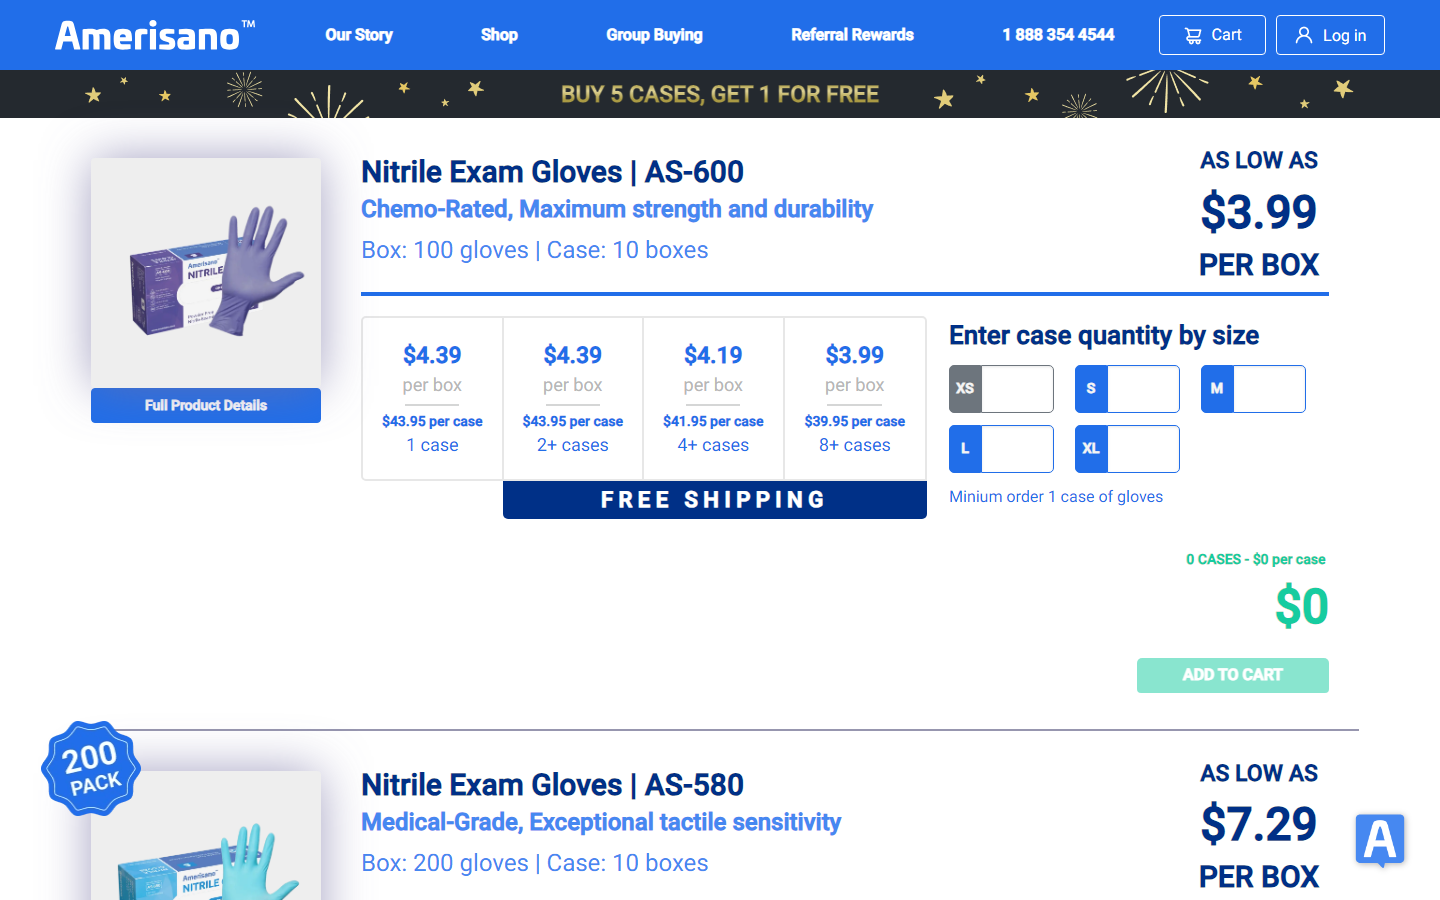 Amerisano™
Our Story
Shop
Group Buying
Referral Rewards
1 888 354 4544
Cart
Log in
BUY 5 CASES, GET 1 FOR FREE
Nitrile Exam Gloves | AS-600
Chemo-Rated, Maximum strength and durability
Box: 100 gloves | Case: 10 boxes
AS LOW AS
$3.99
PER BOX
Amerisano
NITRILE
Full Product Details
$4.39
per box
$43.95 per case
1 case
$4.39
per box
$43.95 per case
2+ cases
$4.19
per box
$41.95 per case
4+ cases
$3.99
per box
$39.95 per case
8+ cases
FREE SHIPPING
Enter case quantity by size
XS
S
M
L
XL
Minium order 1 case of gloves
0 CASES - $0 per case
$0
ADD TO CART
200
PACK
Nitrile Exam Gloves | AS-580
Medical-Grade, Exceptional tactile sensitivity
Box: 200 gloves | Case: 10 boxes
AS LOW AS
$7.29
PER BOX
Amerisano
NITRILE
A